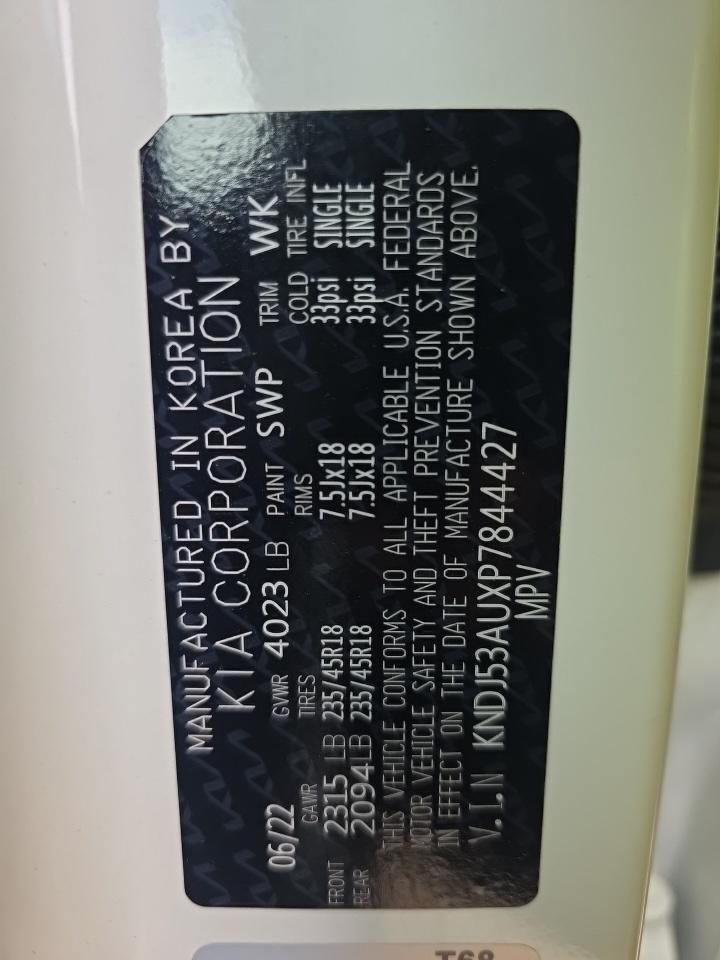 MANUFACTURED IN KOREA BY
KIA CORPORATION
06/22 GVWR 4023 LB PAINT SWP TRIM WK
GAWR TIRES RIMS COLD TIRE INFL
FRONT 2315 LB 235/45R18 7.5Jx18 33psi SINGLE
REAR 2094 LB 235/45R18 7.5Jx18 33psi SINGLE
THIS VEHICLE CONFORMS TO ALL APPLICABLE U.S.A. FEDERAL
MOTOR VEHICLE SAFETY AND THEFT PREVENTION STANDARDS
IN EFFECT ON THE DATE OF MANUFACTURE SHOWN ABOVE.
V.I.N KNDJ53AUXP7844427
MPV
T68